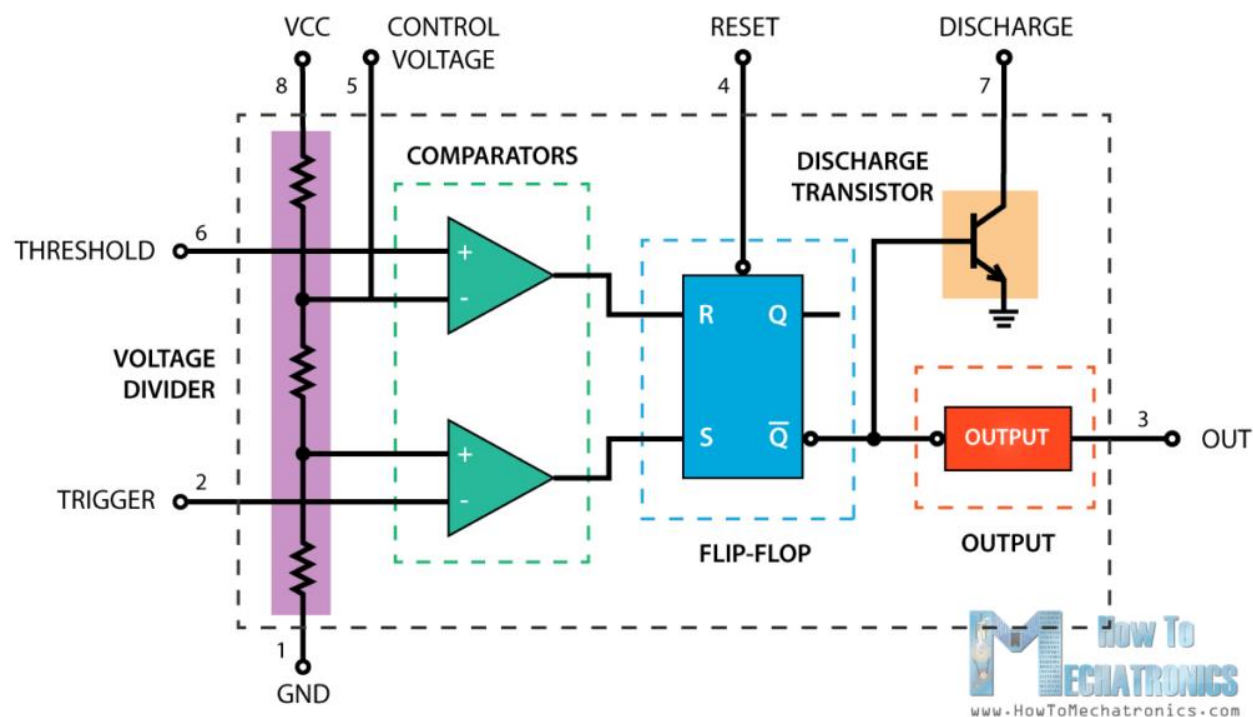 VCC
CONTROL
VOLTAGE
RESET
DISCHARGE
8
5
4
7
COMPARATORS
DISCHARGE
TRANSISTOR
THRESHOLD
6
+
-
R
Q
VOLTAGE
DIVIDER
S
Q̅
OUTPUT
3
OUT
+
-
TRIGGER
2
FLIP-FLOP
OUTPUT
1
GND
How To
MECHATRONICS
www.HowToMechatronics.com